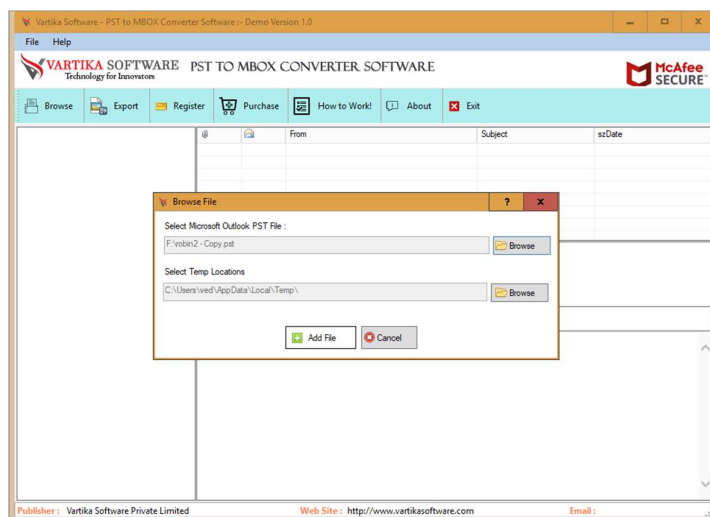 Vartika Software - PST to MBOX Converter Software :- Demo Version 1.0
File Help
VARTIKA SOFTWARE
Technology for Innovators
PST TO MBOX CONVERTER SOFTWARE
McAfee
SECURE
Browse Export Register Purchase How to Work! About Exit
From Subject szDate
Browse File ? X
Select Microsoft Outlook PST File :
F:\robin2 - Copy.pst Browse
Select Temp Locations
C:\Users\ved\AppData\Local\Temp\ Browse
Add File Cancel
Publisher : Vartika Software Private Limited Web Site : http://www.vartikasoftware.com Email :